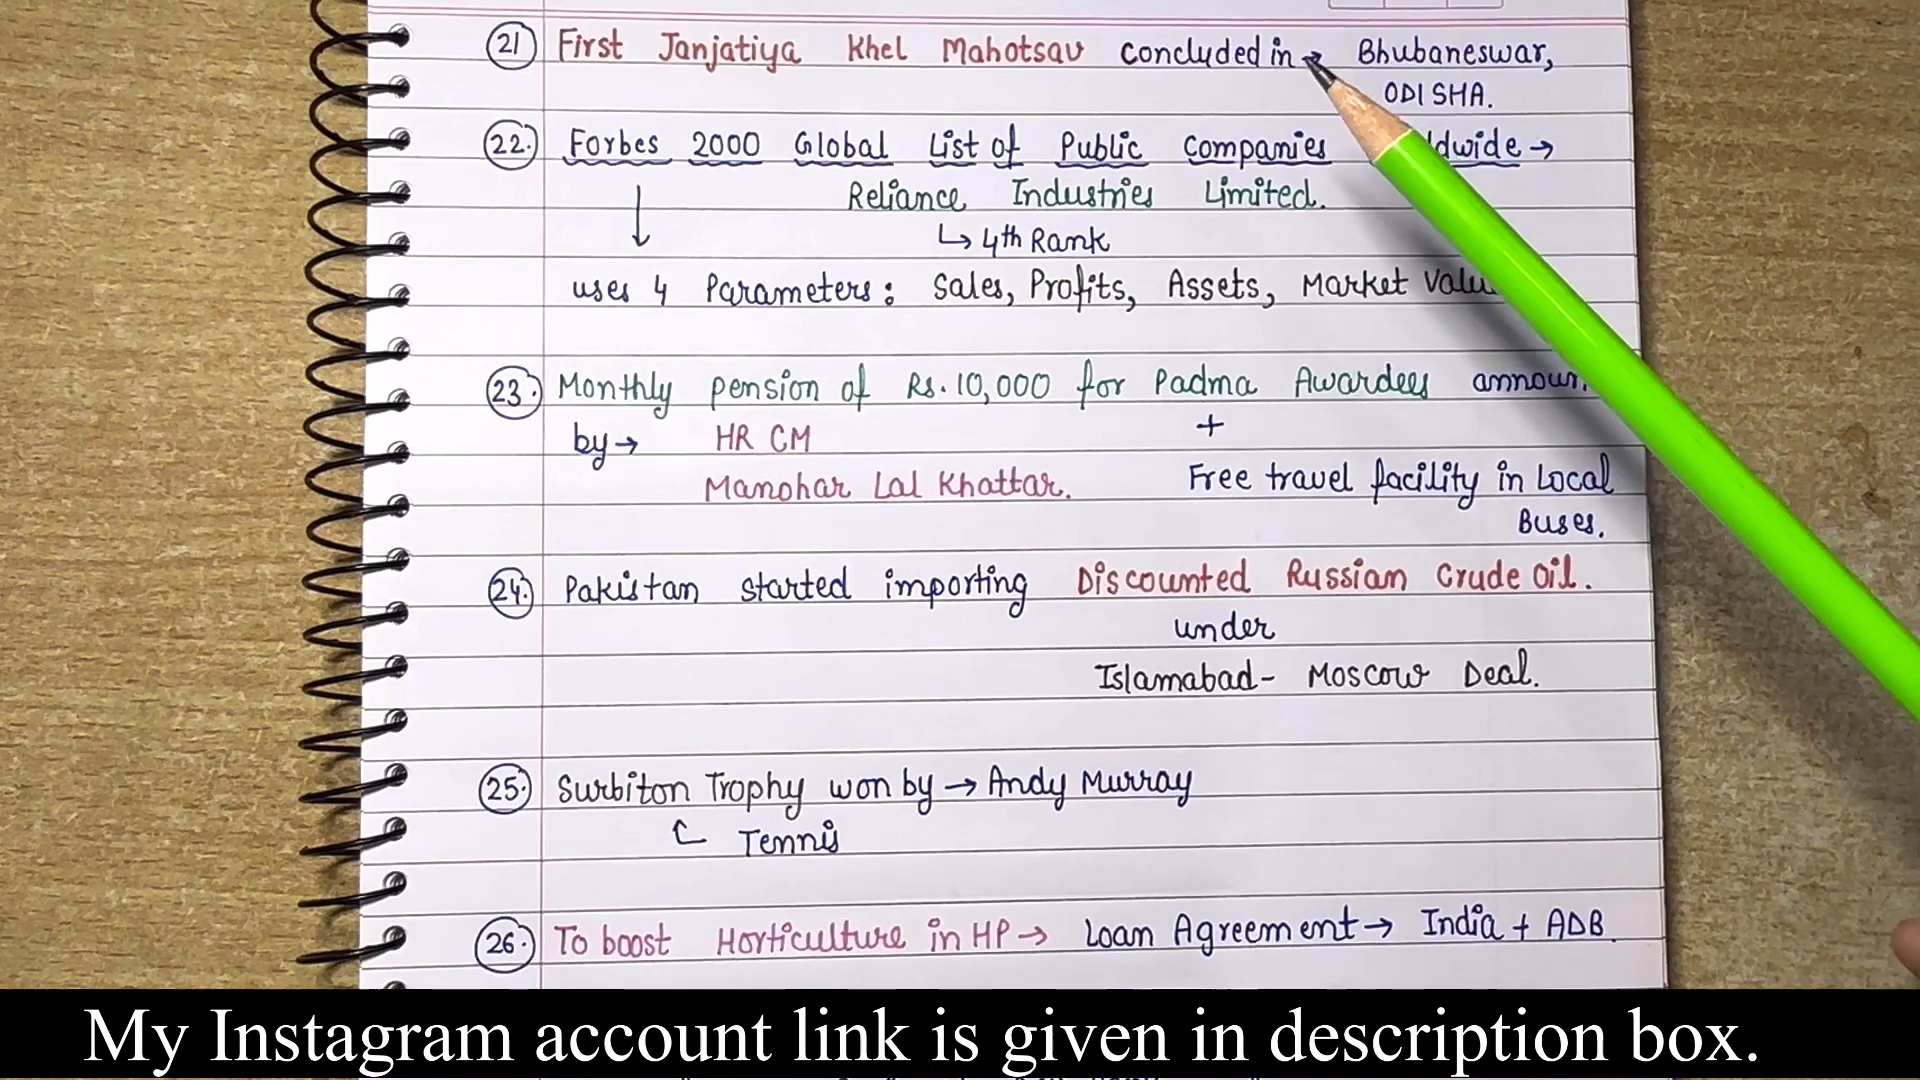 21 First Janjatiya Khel Mahotsav concluded in → Bhubaneswar,
ODISHA.
22. Forbes 2000 Global List of Public Companies →
Reliance Industries Limited.
↳ 4th Rank
uses 4 Parameters: Sales, Profits, Assets, Market
23. Monthly pension of Rs. 10,000 for Padma Awardees
by → HR CM +
Manohar Lal Khattar. Free travel facility in Local
Buses.
24. Pakistan started importing Discounted Russian Crude Oil.
under
Islamabad- Moscow Deal.
25. Surbiton Trophy won by → Andy Murray
Tennis
26. To boost Horticulture in HP → Loan Agreement → India + ADB.
My Instagram account link is given in description box.